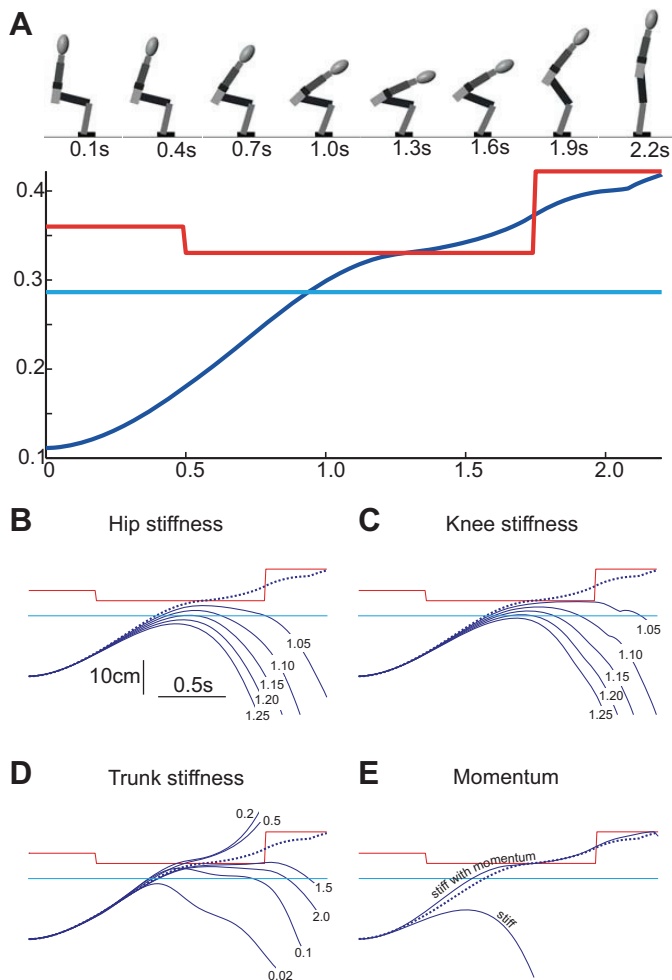 A
0.1s 0.4s 0.7s 1.0s 1.3s 1.6s 1.9s 2.2s
0.4
0.3
0.2
0.1
0 0.5 1.0 1.5 2.0
B Hip stiffness
1.05
1.10
1.15
1.20
1.25
10cm
0.5s
C Knee stiffness
1.05
1.10
1.15
1.20
1.25
D Trunk stiffness
0.2
0.5
1.5
2.0
0.1
0.02
E Momentum
stiff with momentum
stiff